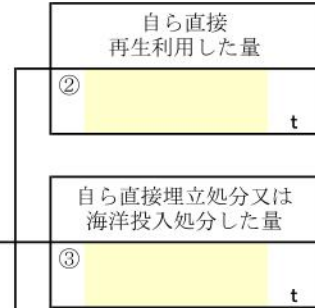 自ら直接
再生利用した量
②
t
自ら直接埋立処分又は
海洋投入処分した量
③
t